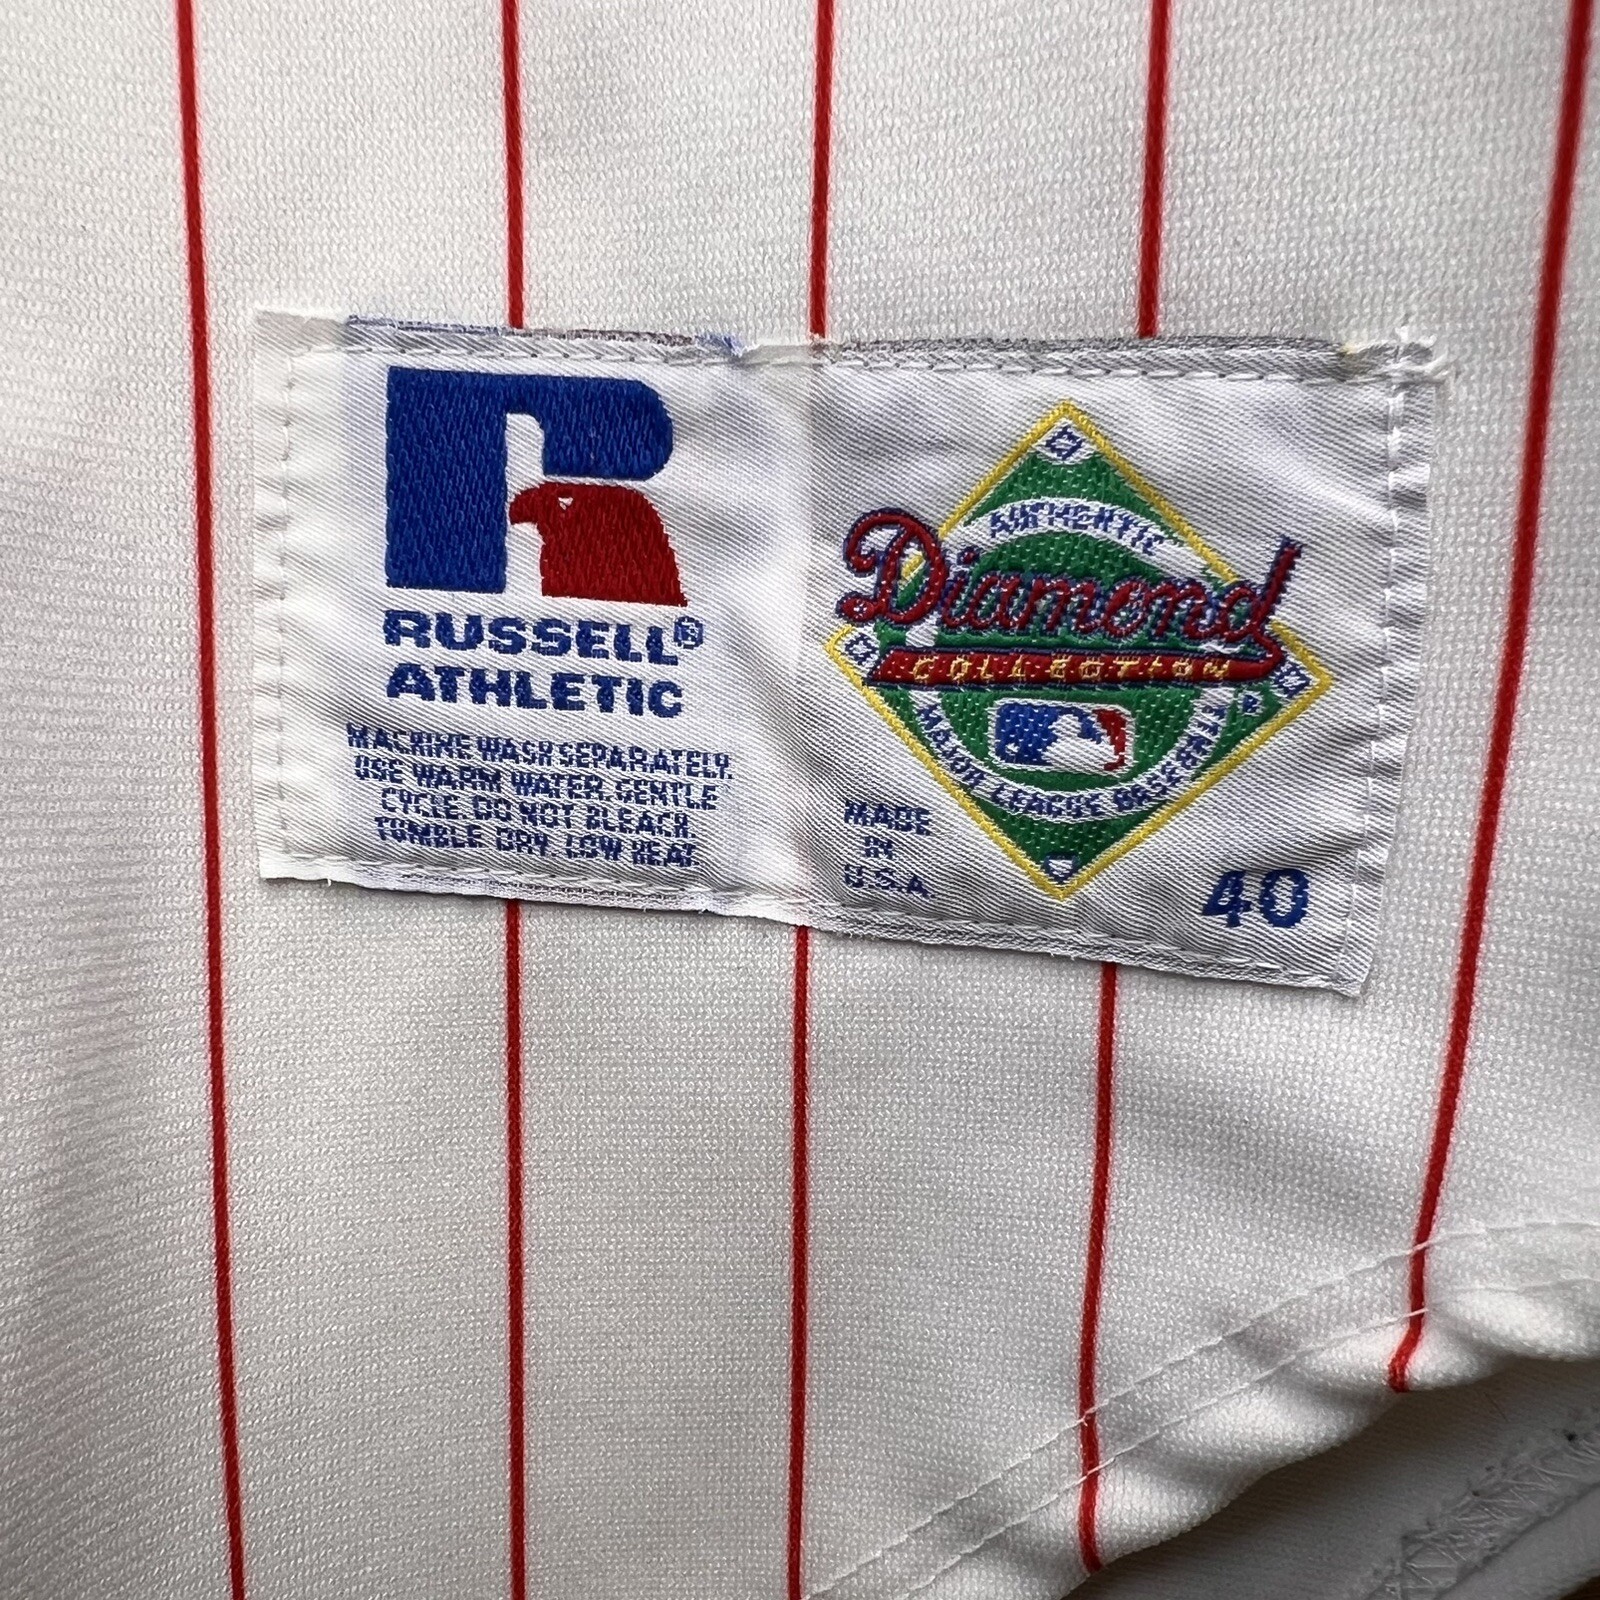 RUSSELL®
ATHLETIC
MACHINE WASH SEPARATELY.
USE WARM WATER. GENTLE
CYCLE. DO NOT BLEACH.
TUMBLE DRY. LOW HEAT.
AUTHENTIC
Diamond
COLLECTION
®
MAJOR LEAGUE BASEBALL
MADE
IN
U.S.A.
40